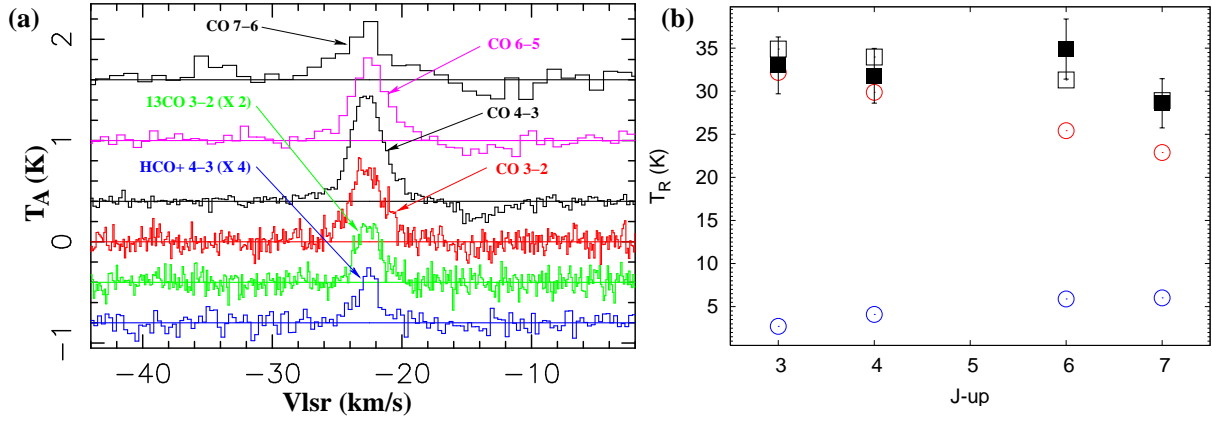 (a)
CO 7–6
CO 6–5
13CO 3–2 (X 2)
CO 4–3
HCO+ 4–3 (X 4)
CO 3–2
2
1
0
−1
T_A (K)
−40
−30
−20
−10
Vlsr (km/s)
(b)
35
30
25
20
15
10
5
T_R (K)
3
4
5
6
7
J-up